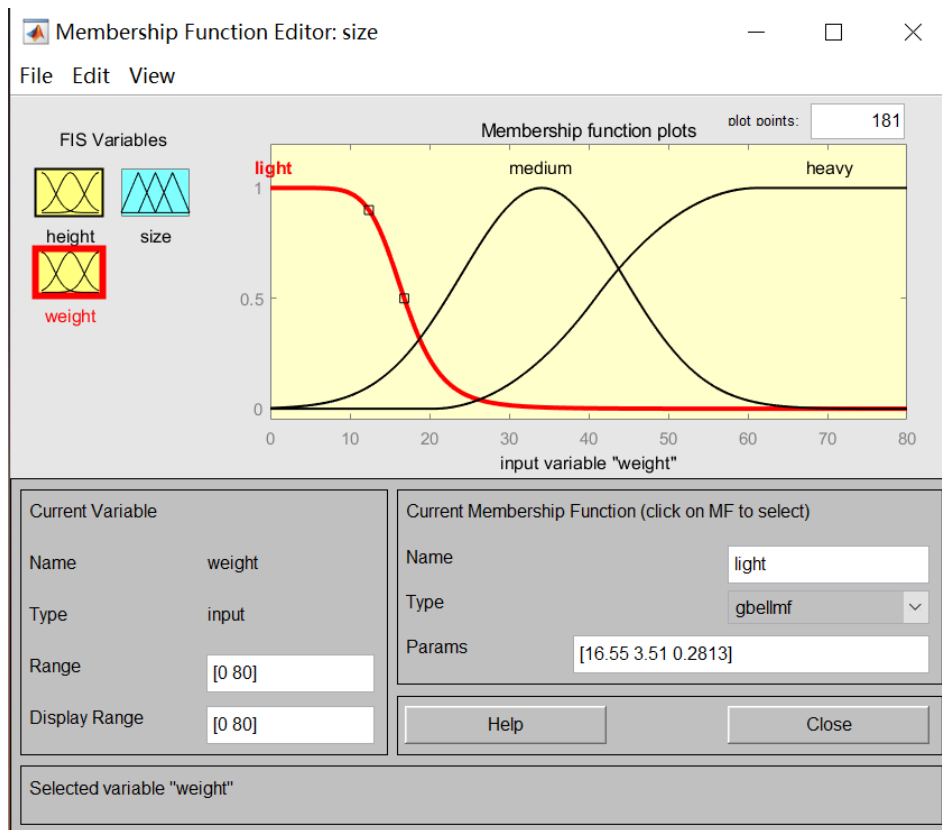 Membership Function Editor: size
File Edit View
FIS Variables
height
size
weight
Membership function plots
plot points:
181
light
medium
heavy
1
0.5
0
0 10 20 30 40 50 60 70 80
input variable "weight"
Current Variable
Name weight
Type input
Range [0 80]
Display Range [0 80]
Current Membership Function (click on MF to select)
Name light
Type gbellmf
Params [16.55 3.51 0.2813]
Help
Close
Selected variable "weight"